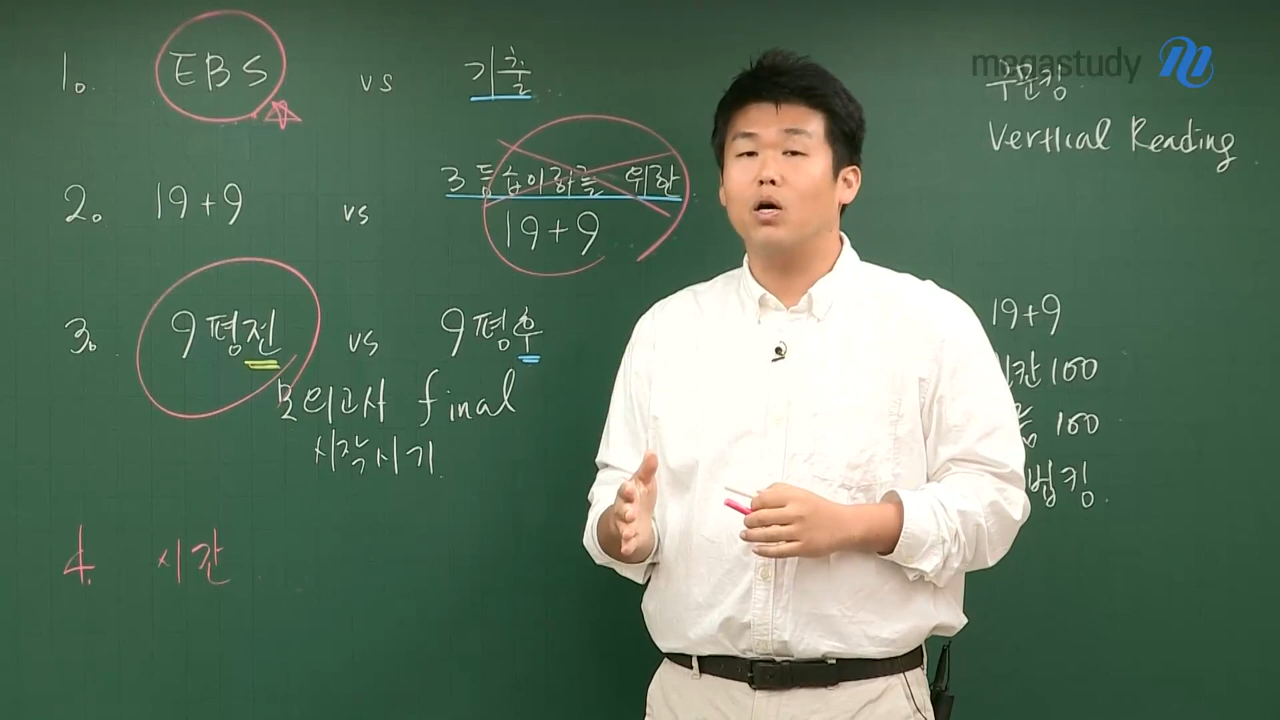 1. EBS vs 기출
2. 19+9 vs 3등급이하를 위한
19+9
3. 9평전 vs 9평후
모의고사 final
시작시기
4. 시간
megastudy
구문킹
Vertical Reading
19+9
빈칸 100
100
법킹